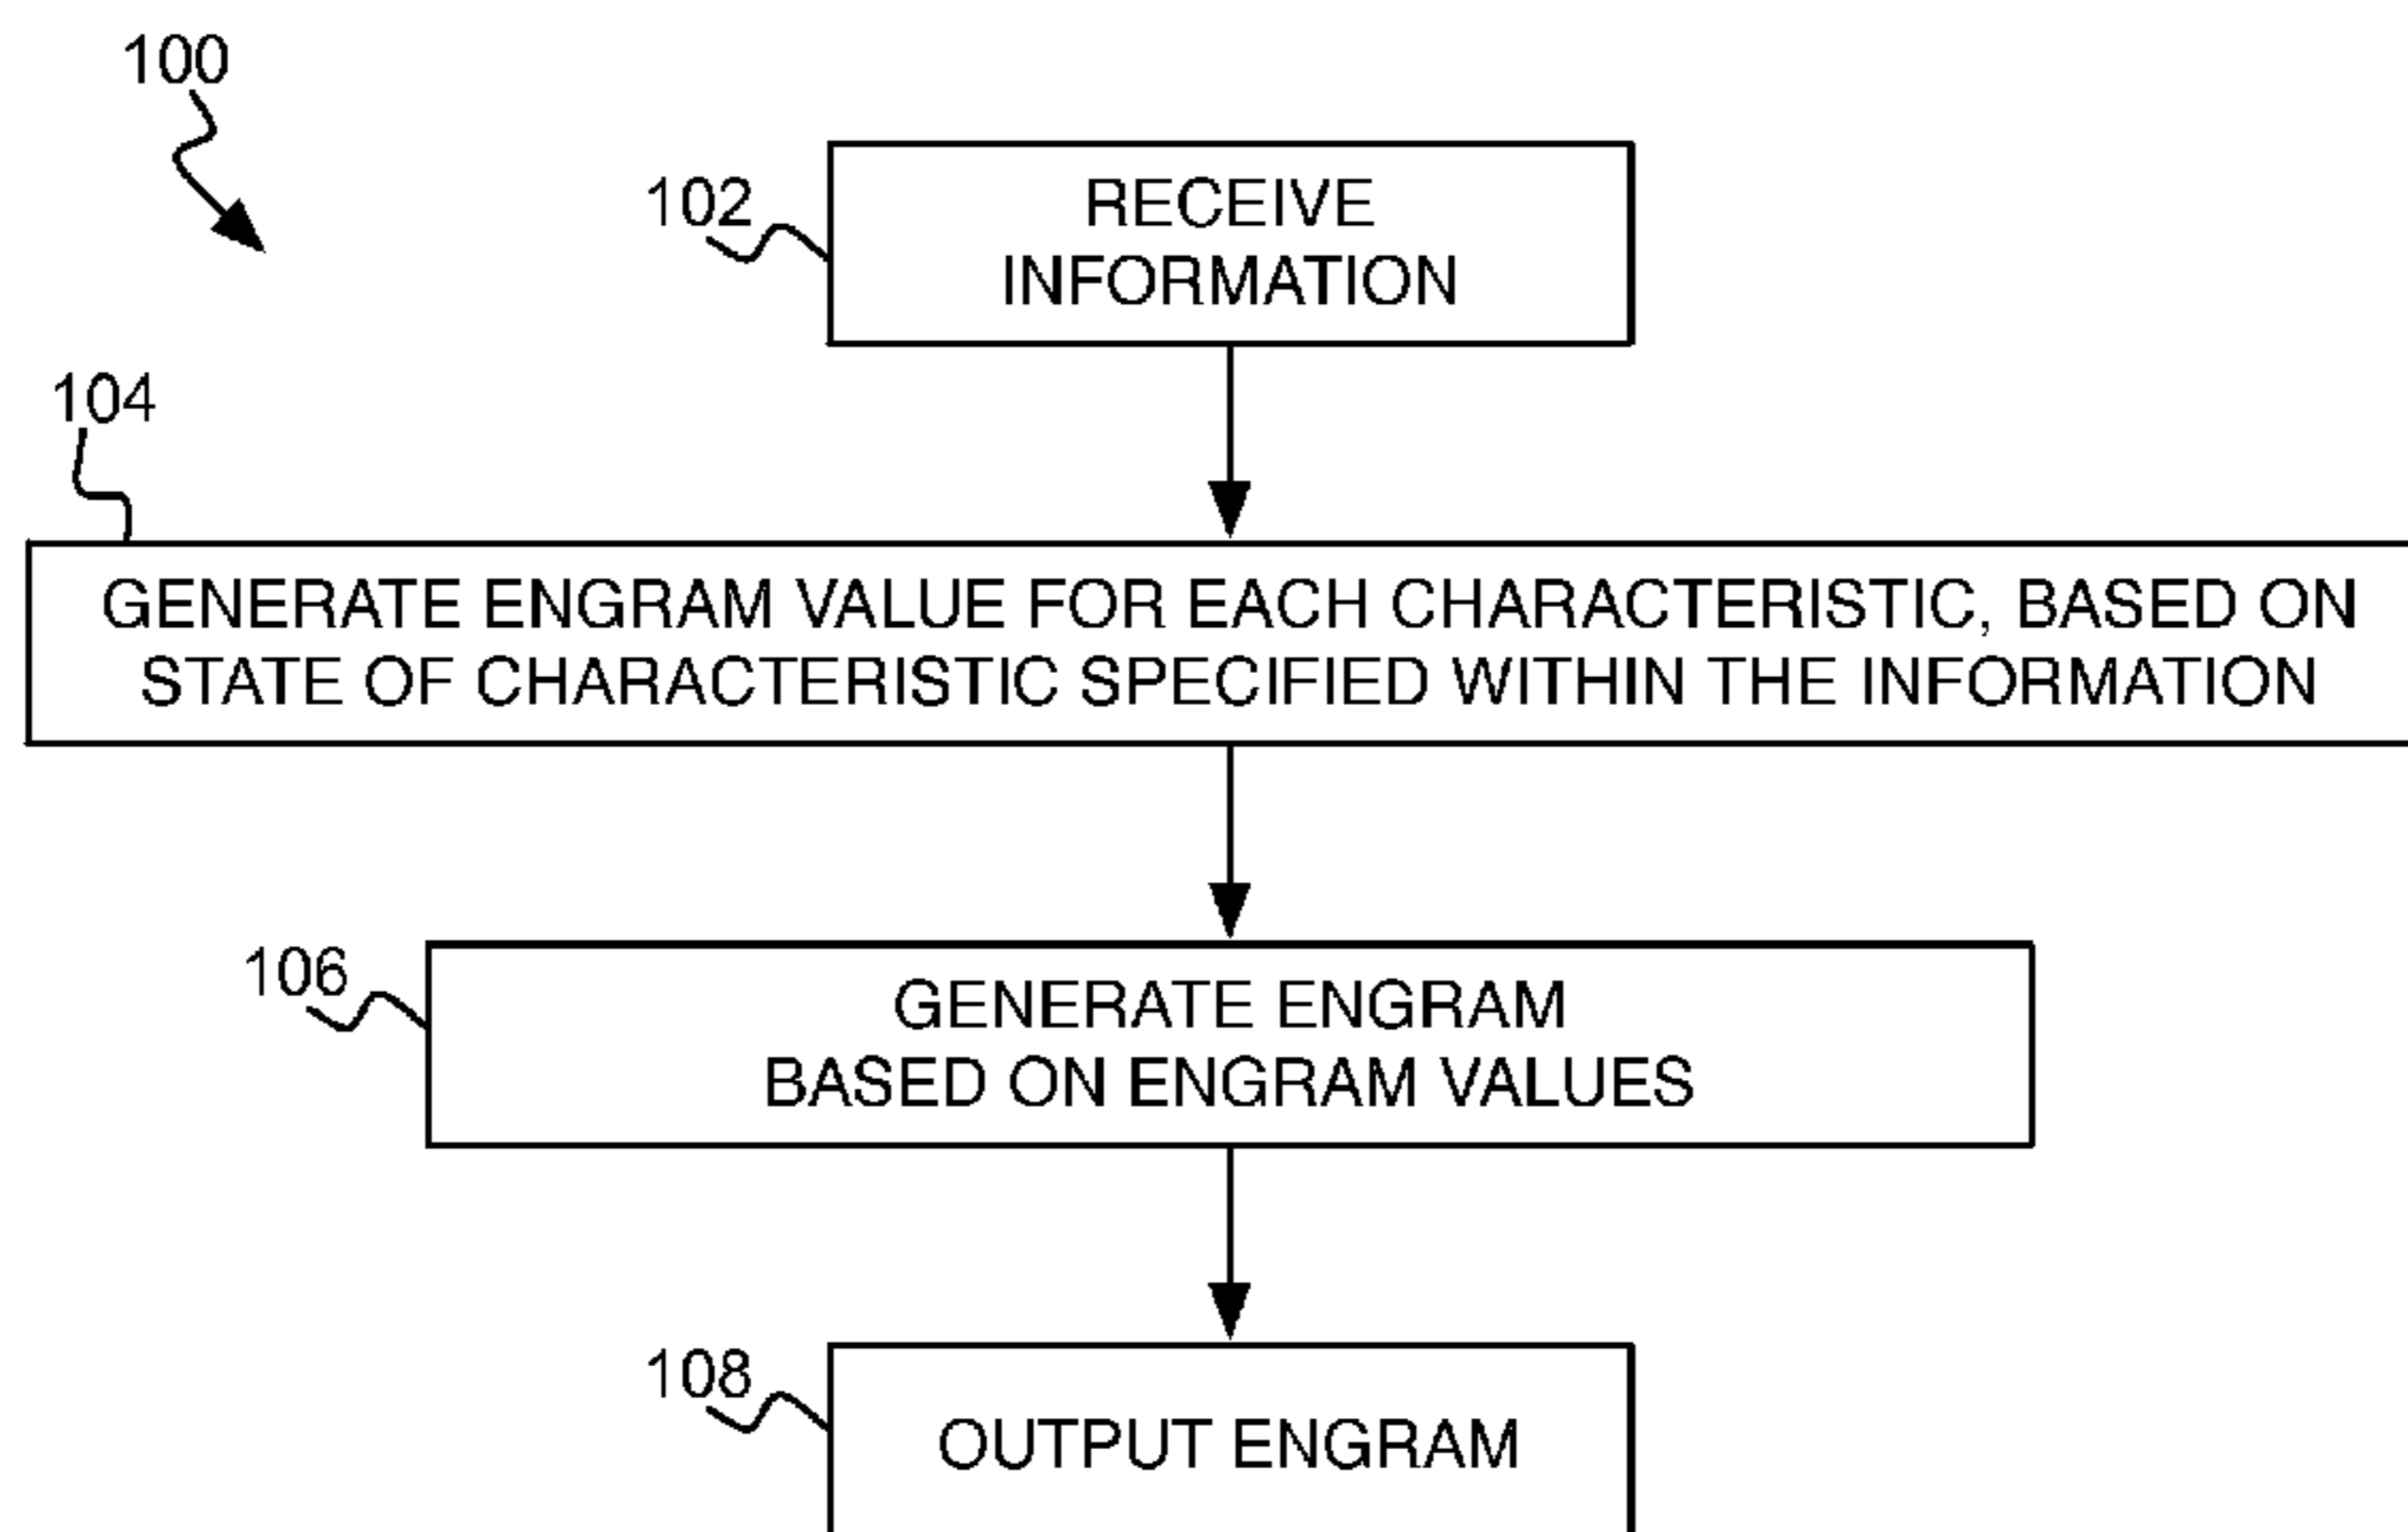 100
102
RECEIVE
INFORMATION
104
GENERATE ENGRAM VALUE FOR EACH CHARACTERISTIC, BASED ON
STATE OF CHARACTERISTIC SPECIFIED WITHIN THE INFORMATION
106
GENERATE ENGRAM
BASED ON ENGRAM VALUES
108
OUTPUT ENGRAM